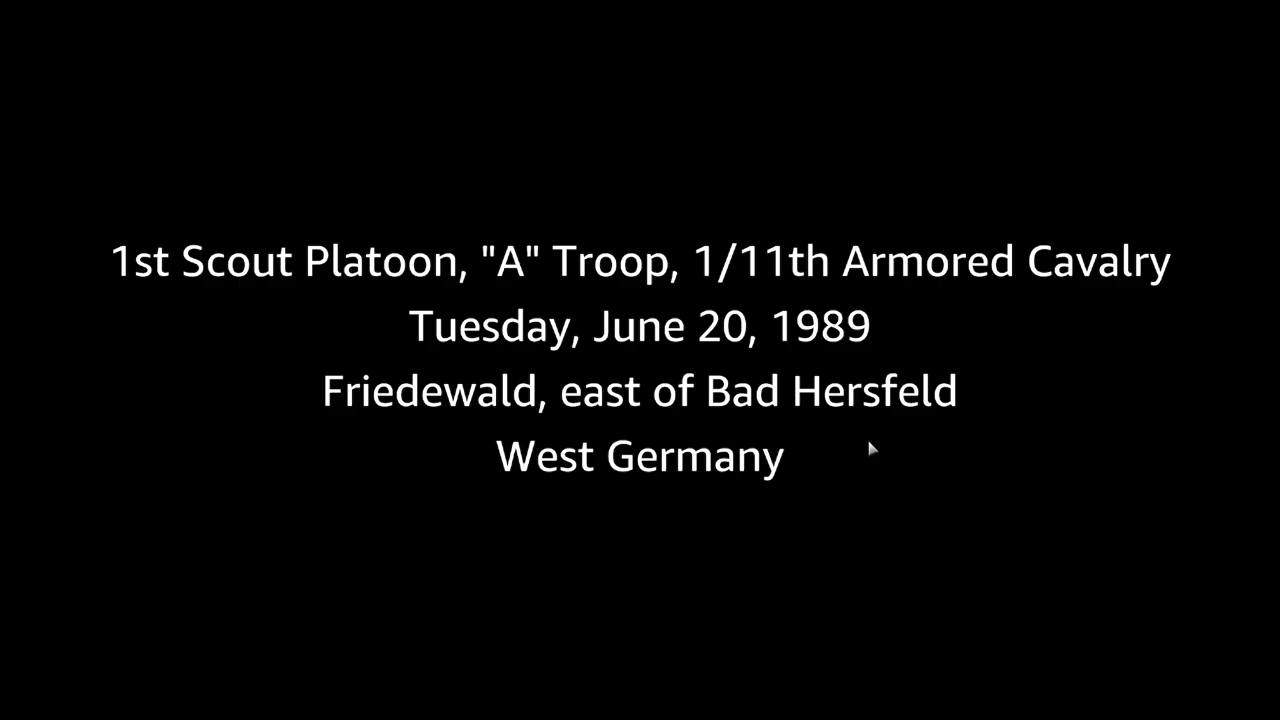 1st Scout Platoon, "A" Troop, 1/11th Armored Cavalry
Tuesday, June 20, 1989
Friedewald, east of Bad Hersfeld
West Germany